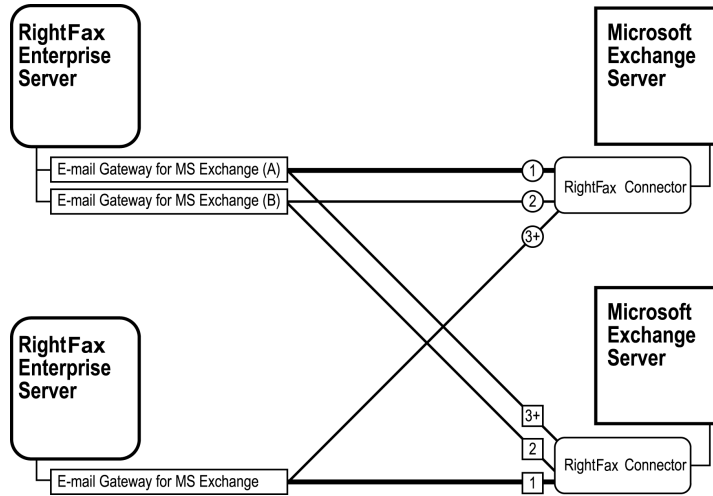 RightFax
Enterprise
Server
Microsoft
Exchange
Server
E-mail Gateway for MS Exchange (A)
1
RightFax Connector
E-mail Gateway for MS Exchange (B)
2
3+
RightFax
Enterprise
Server
Microsoft
Exchange
Server
3+
2
RightFax Connector
E-mail Gateway for MS Exchange
1